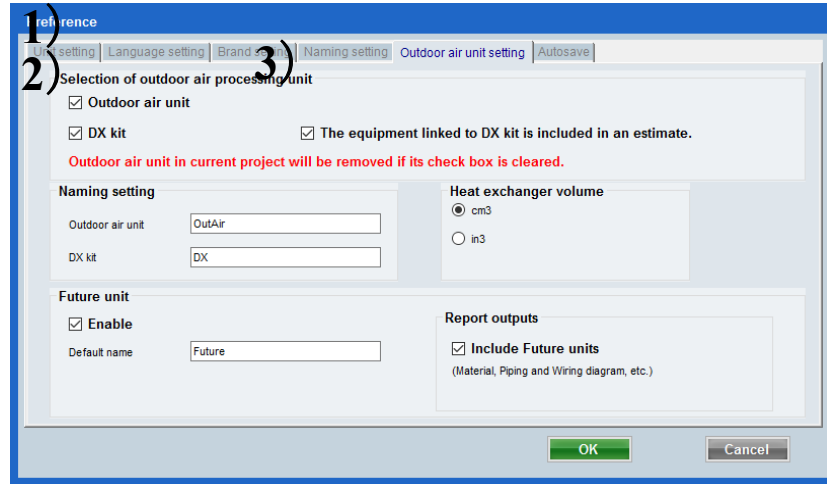 1)
Preference
Unit setting Language setting Brand setting Naming setting Outdoor air unit setting Autosave
2)
3)
Selection of outdoor air processing unit
Outdoor air unit
DX kit The equipment linked to DX kit is included in an estimate.
Outdoor air unit in current project will be removed if its check box is cleared.
Naming setting Heat exchanger volume
cm3
Outdoor air unit OutAir
in3
DX kit DX
Future unit
Report outputs
Enable
Include Future units
Default name Future
(Material, Piping and Wiring diagram, etc.)
OK Cancel